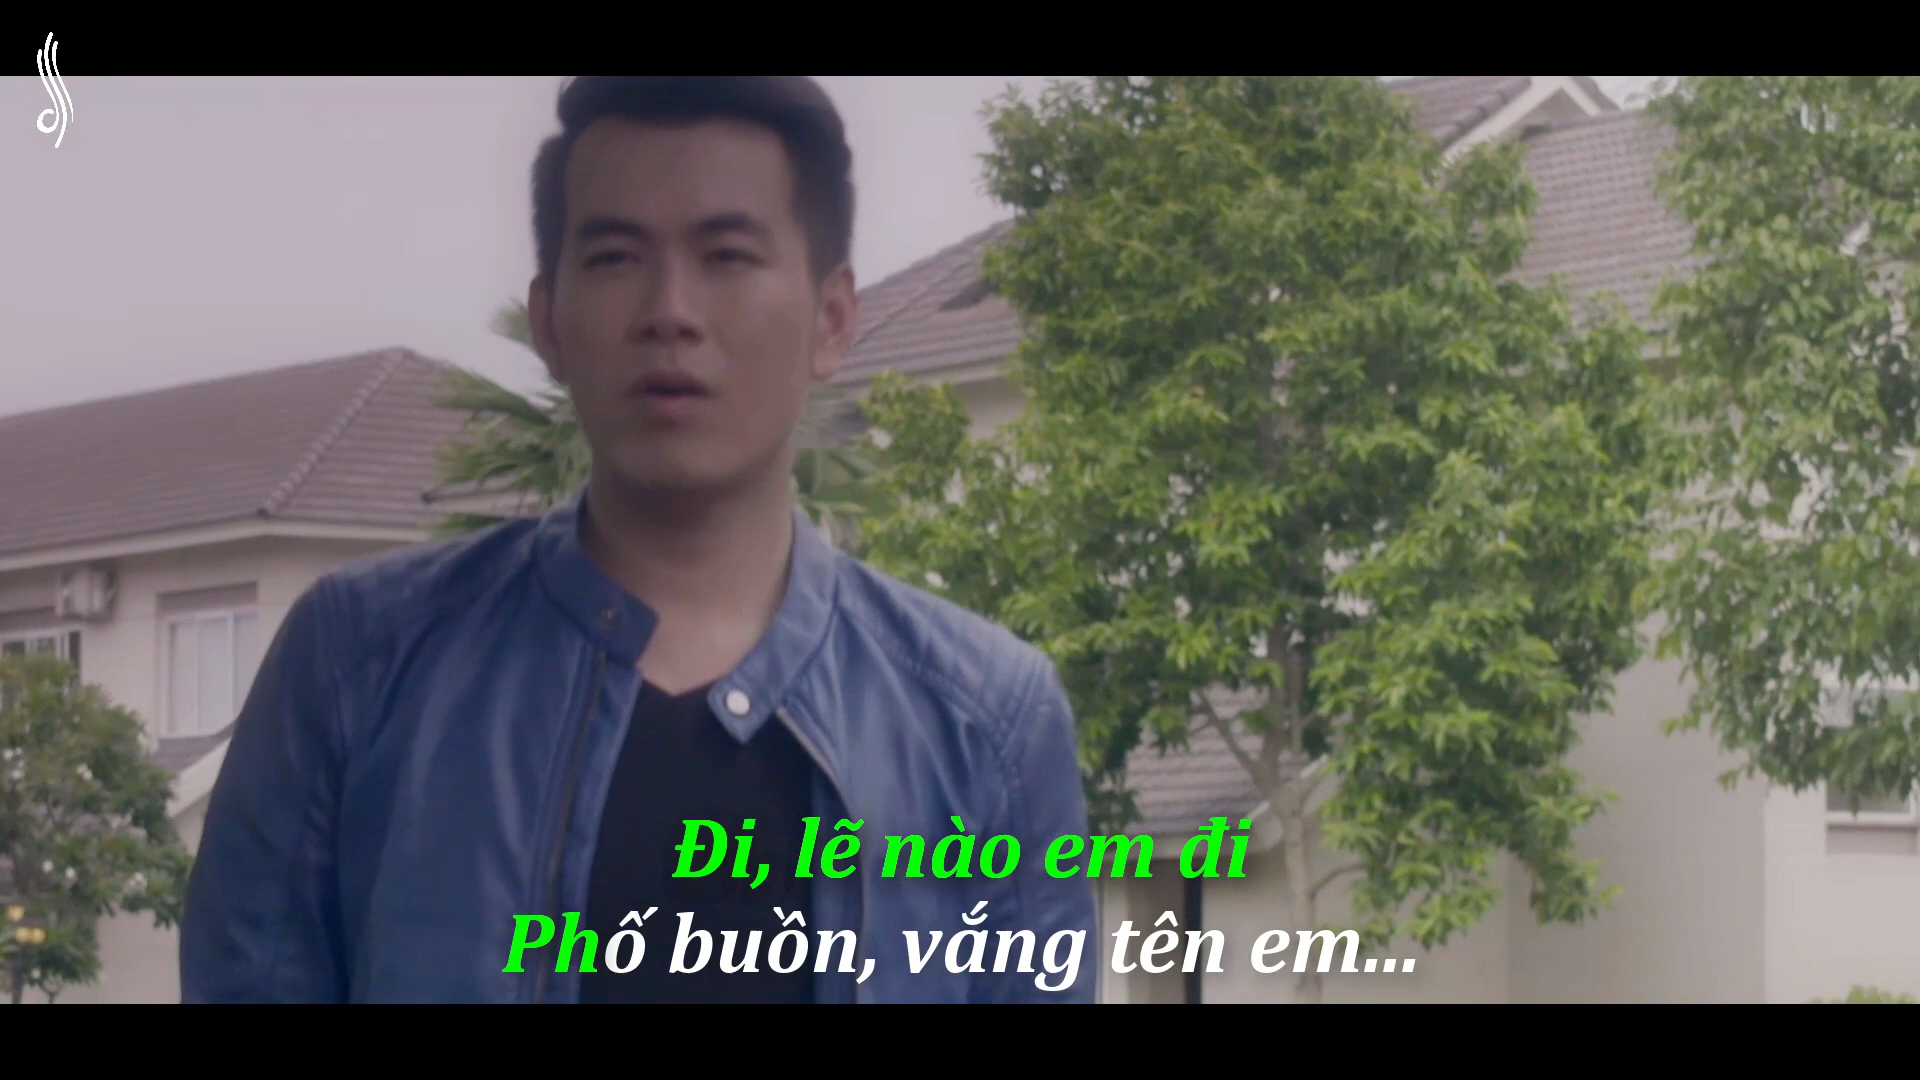 Đi, lẽ nào em đi
Phố buồn, vắng tên em...